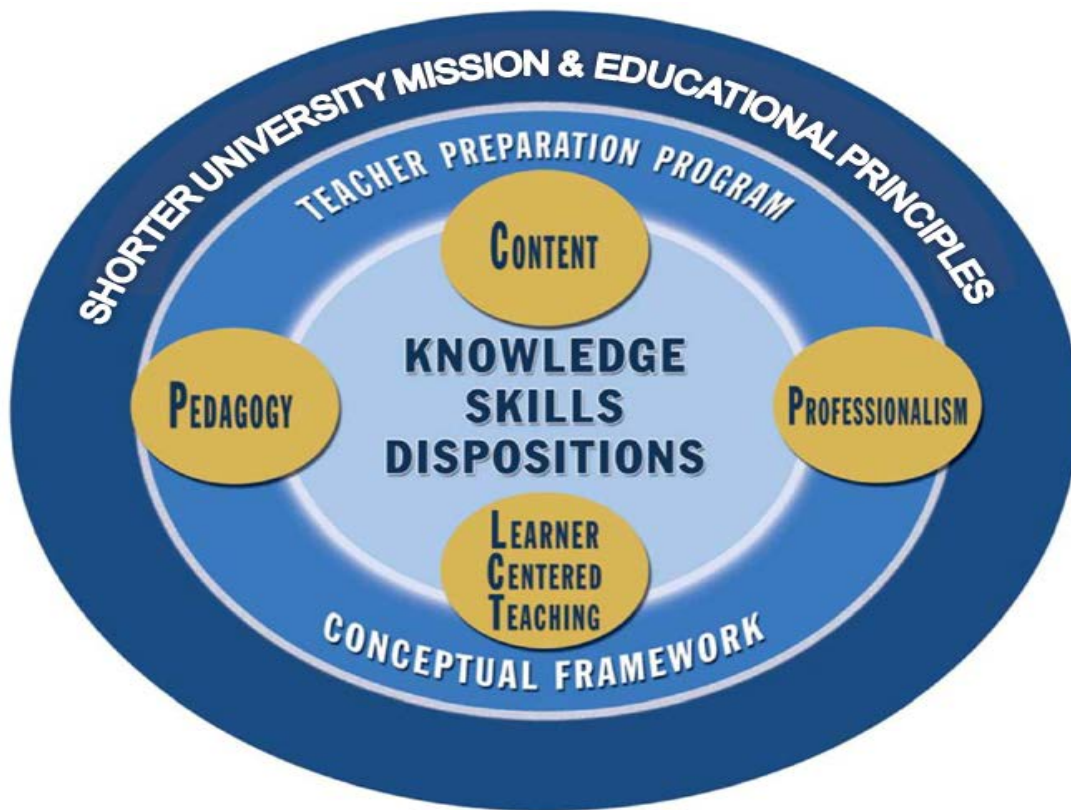 SHORTER UNIVERSITY MISSION & EDUCATIONAL PRINCIPLES
TEACHER PREPARATION PROGRAM
CONTENT
KNOWLEDGE
SKILLS
DISPOSITIONS
PEDAGOGY
PROFESSIONALISM
LEARNER
CENTERED
TEACHING
CONCEPTUAL FRAMEWORK